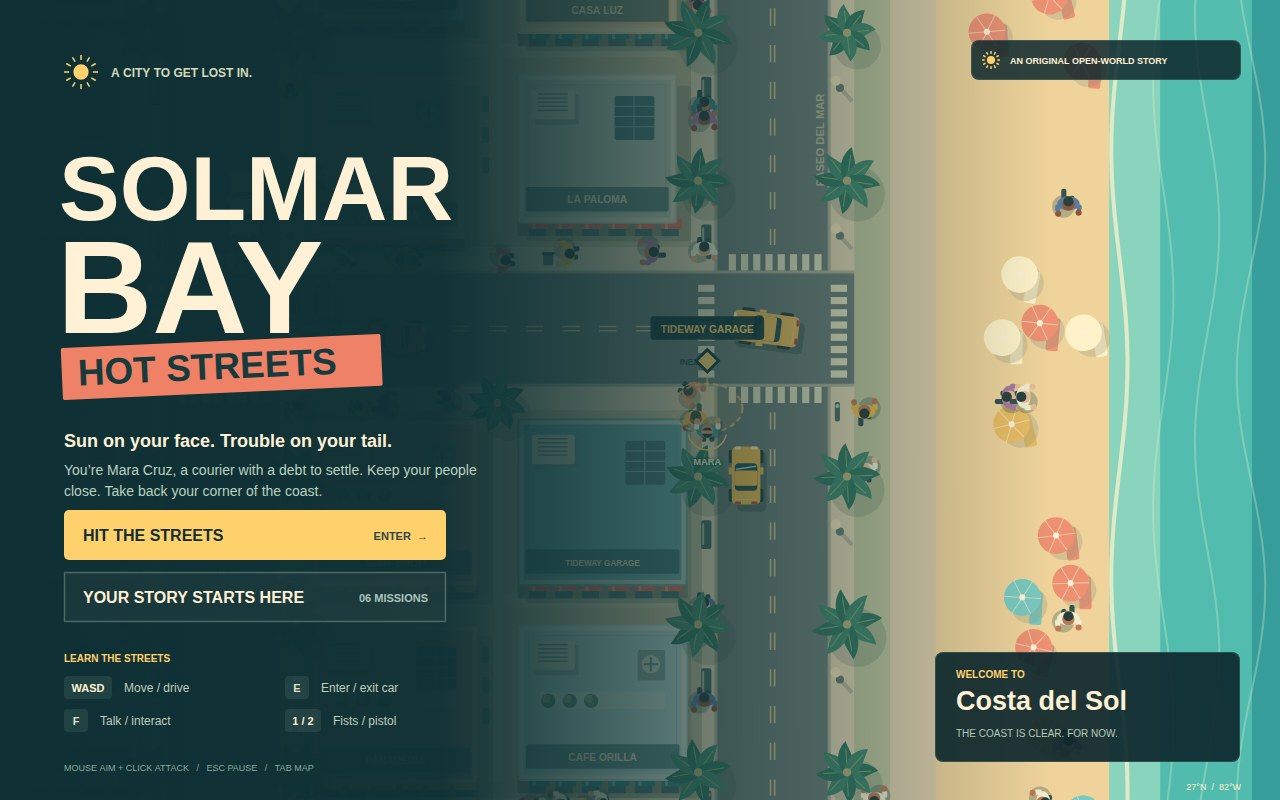 A CITY TO GET LOST IN.
SOLMAR
BAY
HOT STREETS
Sun on your face. Trouble on your tail.
You're Mara Cruz, a courier with a debt to settle. Keep your people
close. Take back your corner of the coast.
HIT THE STREETS ENTER →
YOUR STORY STARTS HERE 06 MISSIONS
LEARN THE STREETS
WASD Move / drive E Enter / exit car
F Talk / interact 1 / 2 Fists / pistol
MOUSE AIM + CLICK ATTACK / ESC PAUSE / TAB MAP
CASA LUZ
LA PALOMA
PASEO DEL MAR
TIDEWAY GARAGE
MARA
TIDEWAY GARAGE
CAFE ORILLA
AN ORIGINAL OPEN-WORLD STORY
WELCOME TO
Costa del Sol
THE COAST IS CLEAR. FOR NOW.
27°N / 82°W